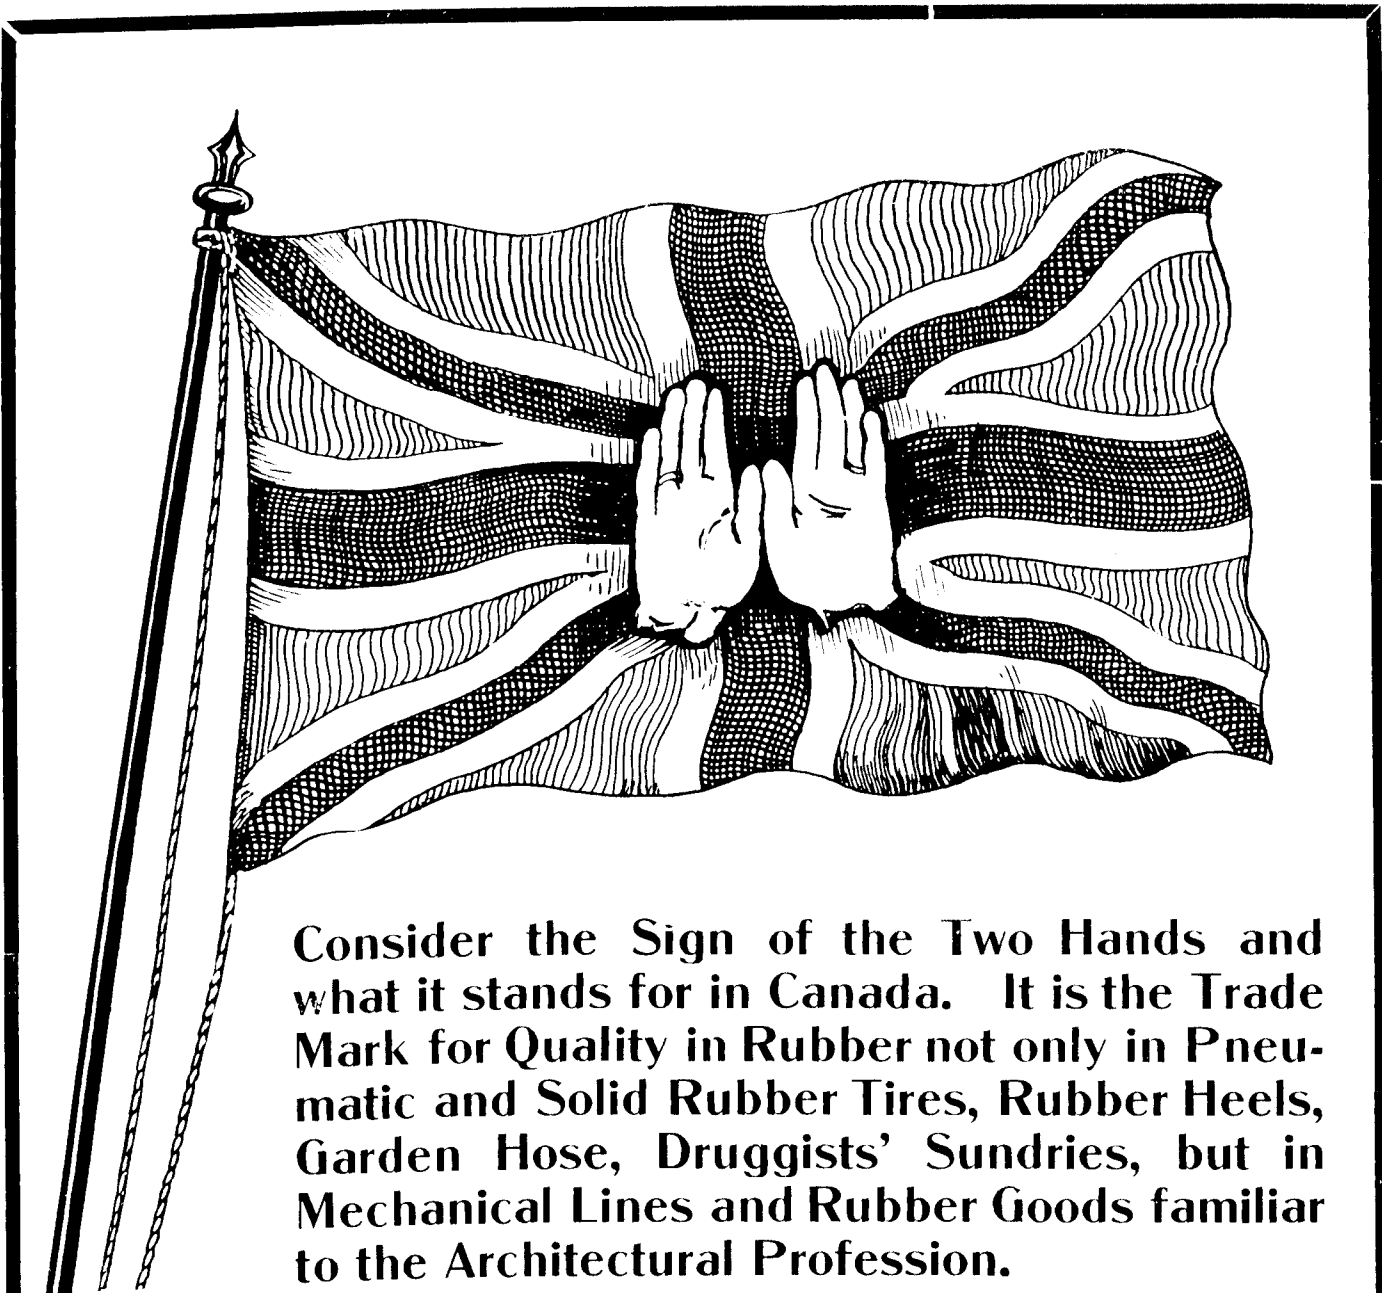 Consider the Sign of the Two Hands and
what it stands for in Canada. It is the Trade
Mark for Quality in Rubber not only in Pneu-
matic and Solid Rubber Tires, Rubber Heels,
Garden Hose, Druggists' Sundries, but in
Mechanical Lines and Rubber Goods familiar
to the Architectural Profession.